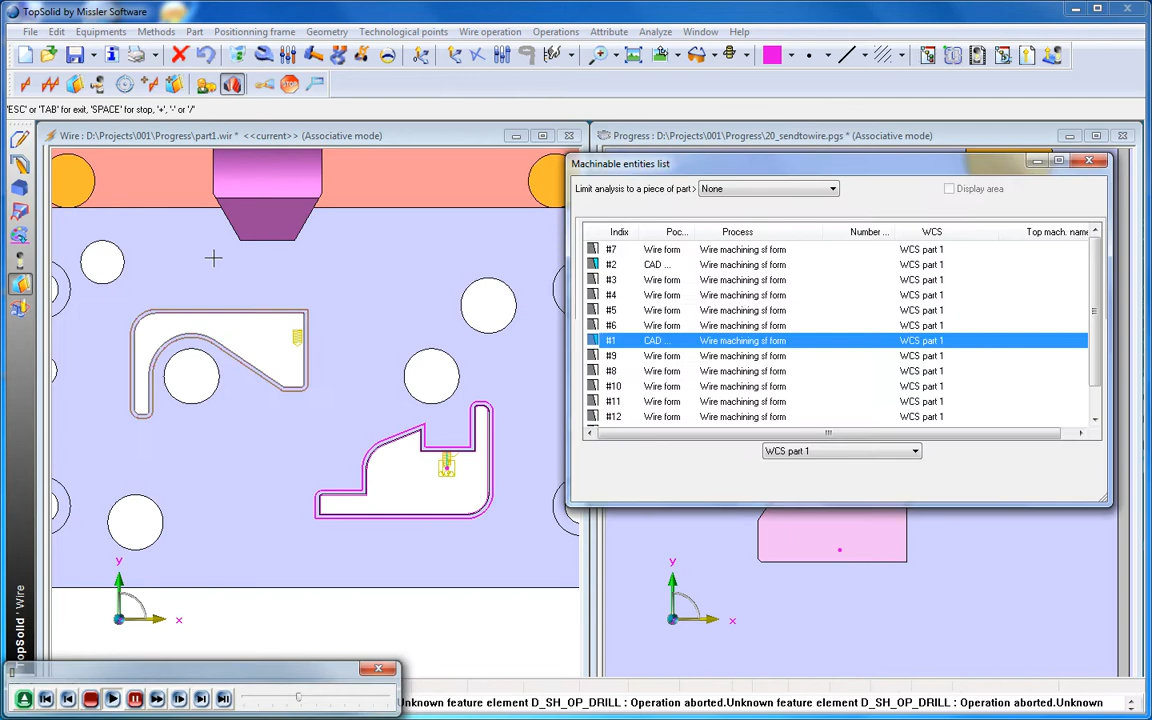 TopSolid by Missler Software
File Edit Equipments Methods Part Positionning frame Geometry Technological points Wire operation Operations Attribute Analyze Window Help
'ESC' or 'TAB' for exit, 'SPACE' for stop, '+', '-' or '/'
Wire : D:\Projects\001\Progress\part1.wir * <<current>> (Associative mode)
Progress : D:\Projects\001\Progress\20_sendtowire.pgs * (Associative mode)
Machinable entities list
Limit analysis to a piece of part > None Display area
Indix Poc... Process Number ... WCS Top mach. name
#7 Wire form Wire machining sf form WCS part 1
#2 CAD ... Wire machining sf form WCS part 1
#3 Wire form Wire machining sf form WCS part 1
#4 Wire form Wire machining sf form WCS part 1
#5 Wire form Wire machining sf form WCS part 1
#6 Wire form Wire machining sf form WCS part 1
#1 CAD ... Wire machining sf form WCS part 1
#9 Wire form Wire machining sf form WCS part 1
#8 Wire form Wire machining sf form WCS part 1
#10 Wire form Wire machining sf form WCS part 1
#11 Wire form Wire machining sf form WCS part 1
#12 Wire form Wire machining sf form WCS part 1
WCS part 1
y
x
y
x
TopSolid ' Wire
Unknown feature element D_SH_OP_DRILL : Operation aborted.Unknown feature element D_SH_OP_DRILL : Operation aborted.Unknown